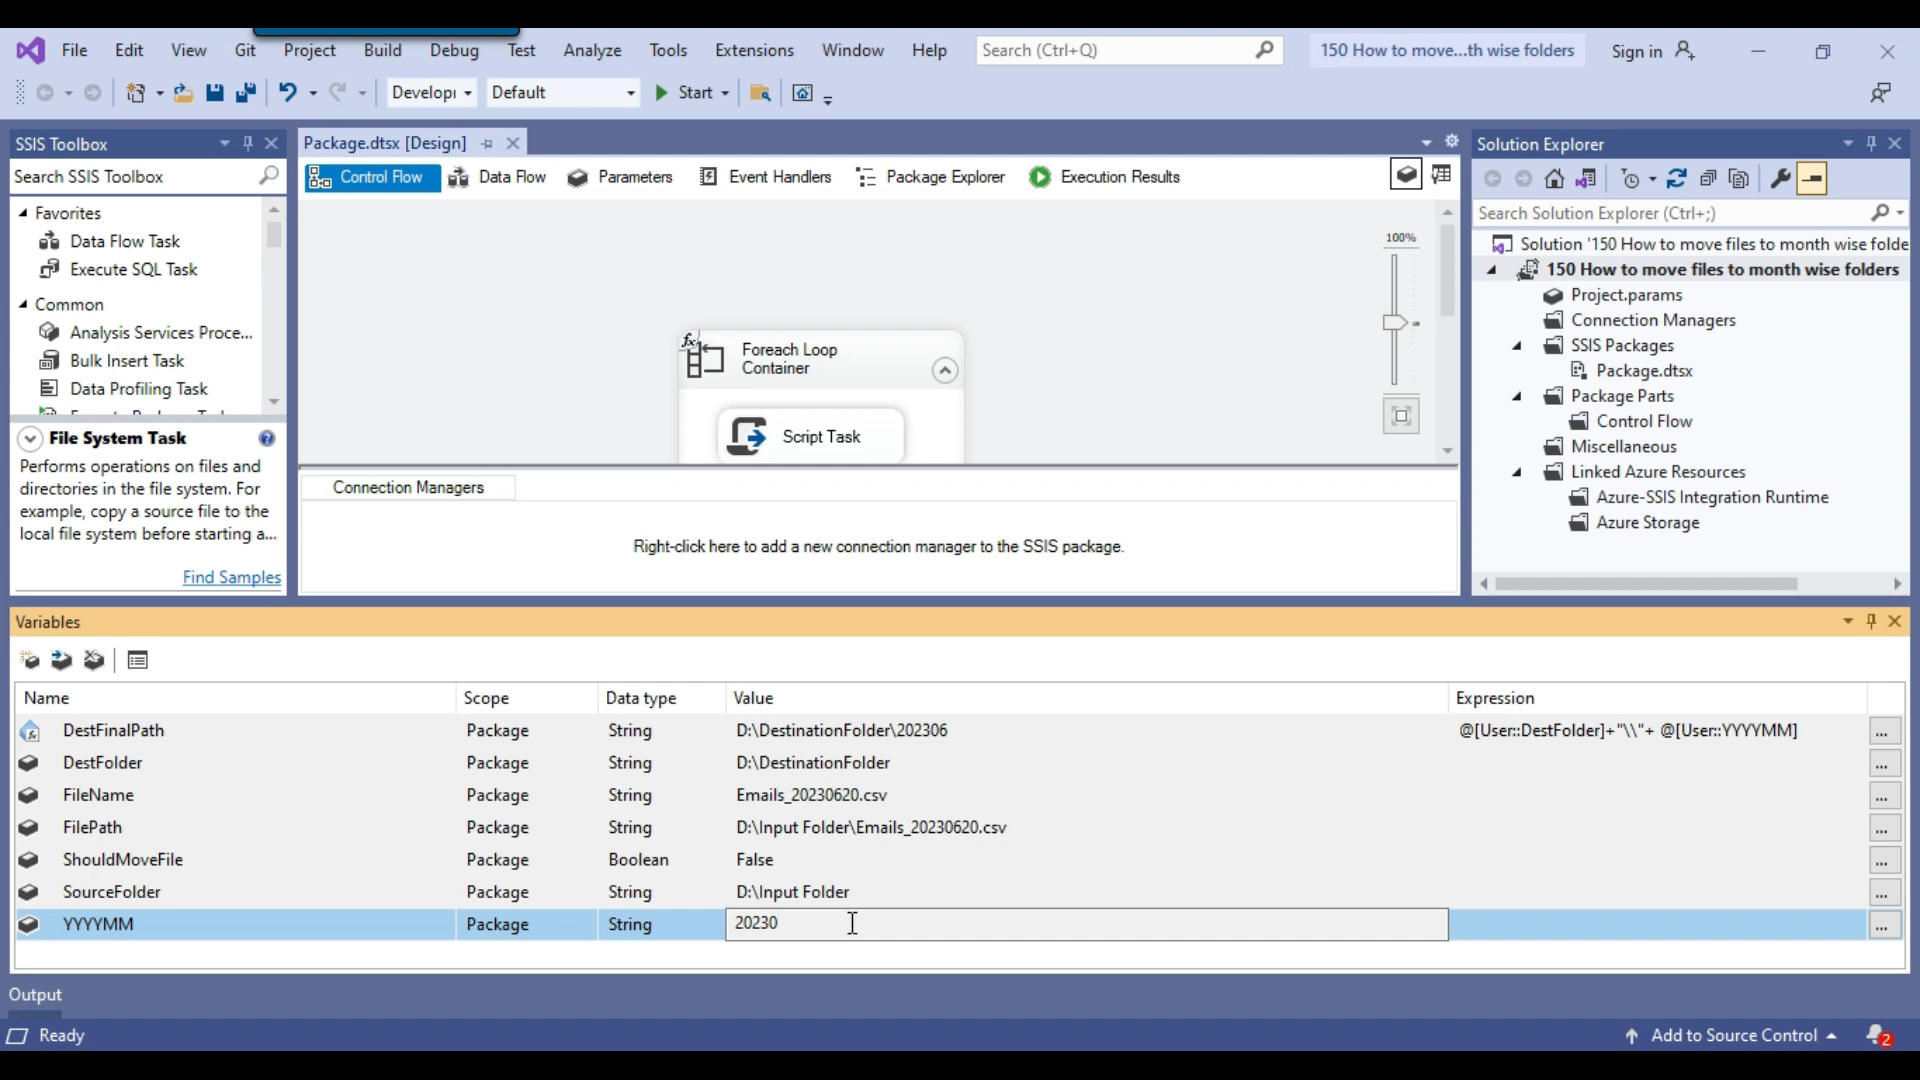 File Edit View Git Project Build Debug Test Analyze Tools Extensions Window Help Search (Ctrl+Q) 150 How to move...th wise folders Sign in
Developi Default Start
SSIS Toolbox
Search SSIS Toolbox
Favorites
Data Flow Task
Execute SQL Task
Common
Analysis Services Proce...
Bulk Insert Task
Data Profiling Task
File System Task
Performs operations on files and
directories in the file system. For
example, copy a source file to the
local file system before starting a...
Find Samples
Package.dtsx [Design]
Control Flow Data Flow Parameters Event Handlers Package Explorer Execution Results
100%
Foreach Loop
Container
Script Task
Connection Managers
Right-click here to add a new connection manager to the SSIS package.
Solution Explorer
Search Solution Explorer (Ctrl+;)
Solution '150 How to move files to month wise folde
150 How to move files to month wise folders
Project.params
Connection Managers
SSIS Packages
Package.dtsx
Package Parts
Control Flow
Miscellaneous
Linked Azure Resources
Azure-SSIS Integration Runtime
Azure Storage
Variables
Name Scope Data type Value Expression
DestFinalPath Package String D:\DestinationFolder\202306 @[User::DestFolder]+"\\"+ @[User::YYYYMM] ...
DestFolder Package String D:\DestinationFolder ...
FileName Package String Emails_20230620.csv ...
FilePath Package String D:\Input Folder\Emails_20230620.csv ...
ShouldMoveFile Package Boolean False ...
SourceFolder Package String D:\Input Folder ...
YYYYMM Package String 20230 ...
Output
Ready Add to Source Control 2